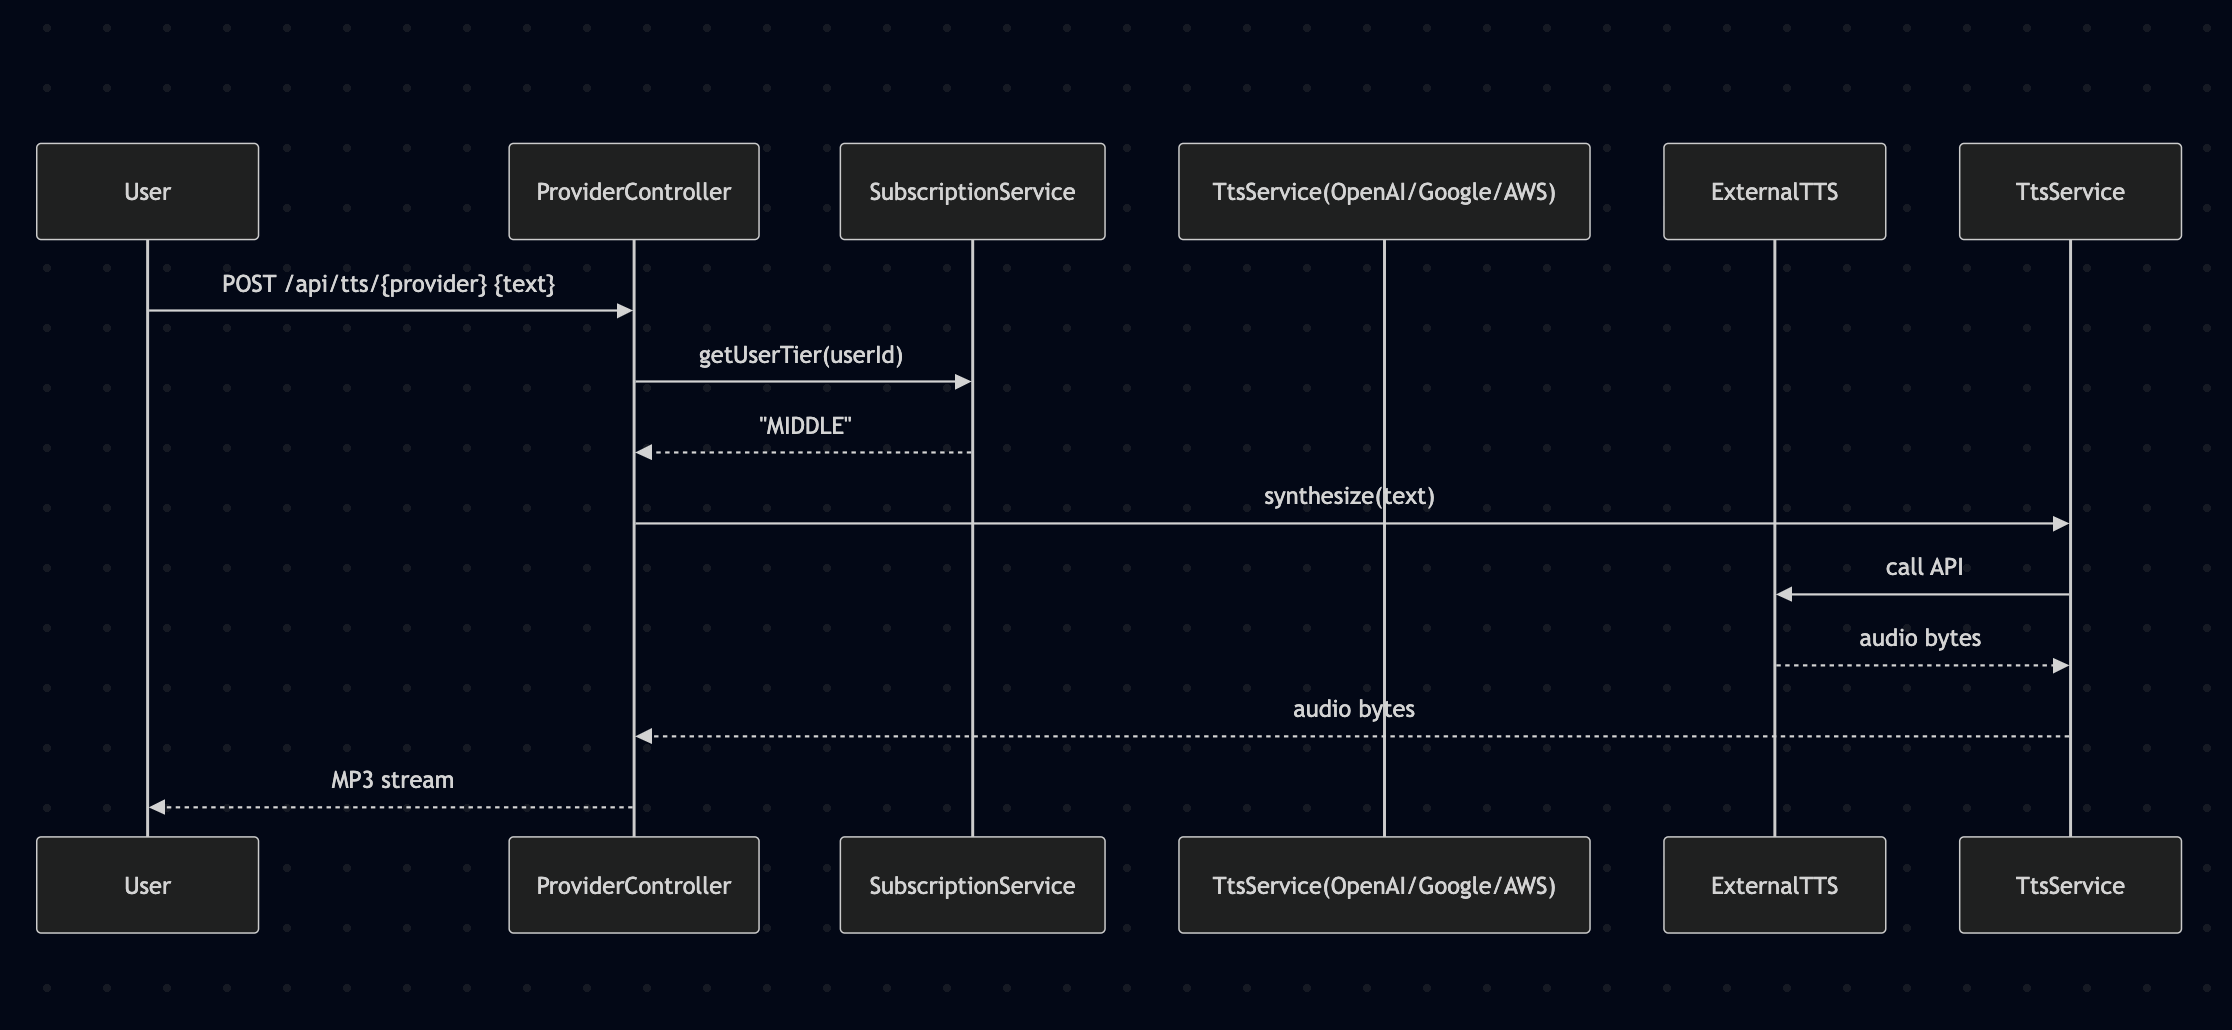 User
ProviderController
SubscriptionService
TtsService(OpenAI/Google/AWS)
ExternalTTS
TtsService
POST /api/tts/{provider} {text}
getUserTier(userId)
"MIDDLE"
synthesize(text)
call API
audio bytes
audio bytes
MP3 stream
User
ProviderController
SubscriptionService
TtsService(OpenAI/Google/AWS)
ExternalTTS
TtsService